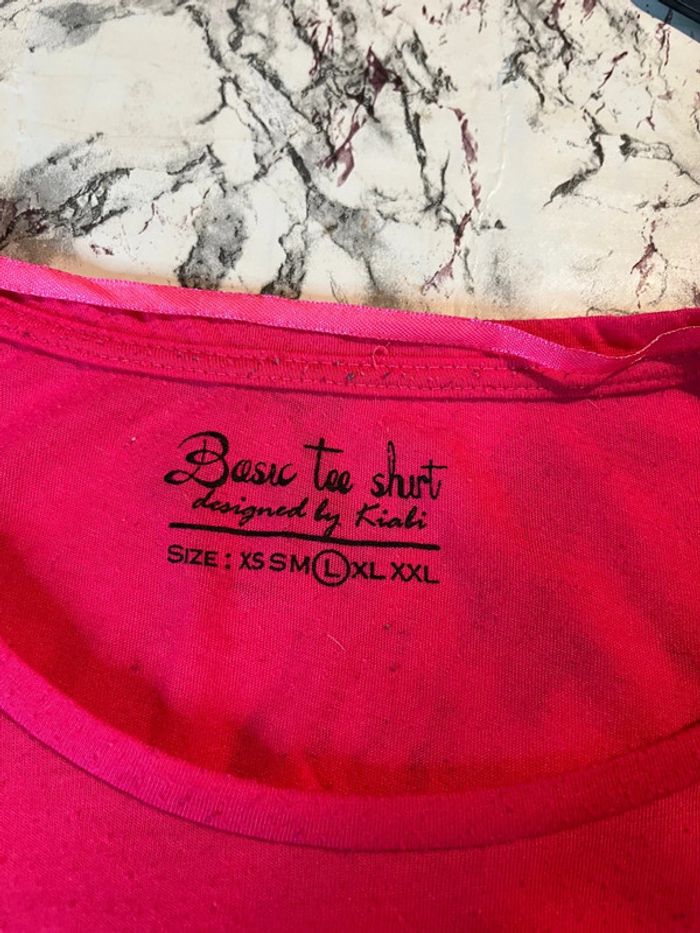 Basic tee shirt
designed by Kiabi
SIZE : XS S M L XL XXL